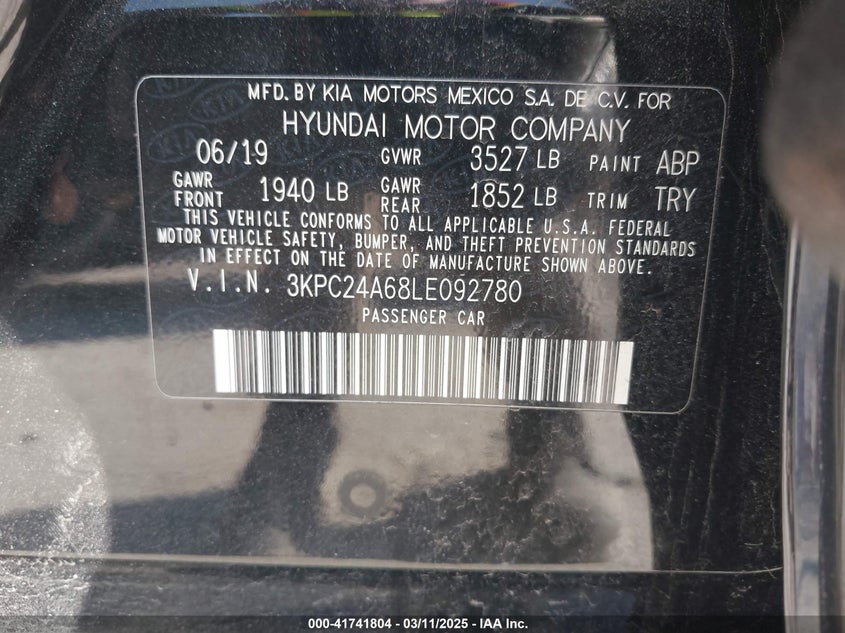 MFD. BY KIA MOTORS MEXICO S.A. DE C.V. FOR
HYUNDAI MOTOR COMPANY
06/19 GVWR 3527 LB PAINT ABP
GAWR FRONT 1940 LB GAWR REAR 1852 LB TRIM TRY
THIS VEHICLE CONFORMS TO ALL APPLICABLE U.S.A. FEDERAL
MOTOR VEHICLE SAFETY, BUMPER, AND THEFT PREVENTION STANDARDS
IN EFFECT ON THE DATE OF MANUFACTURE SHOWN ABOVE.
V.I.N. 3KPC24A68LE092780
PASSENGER CAR
000-41741804 - 03/11/2025 - IAA Inc.